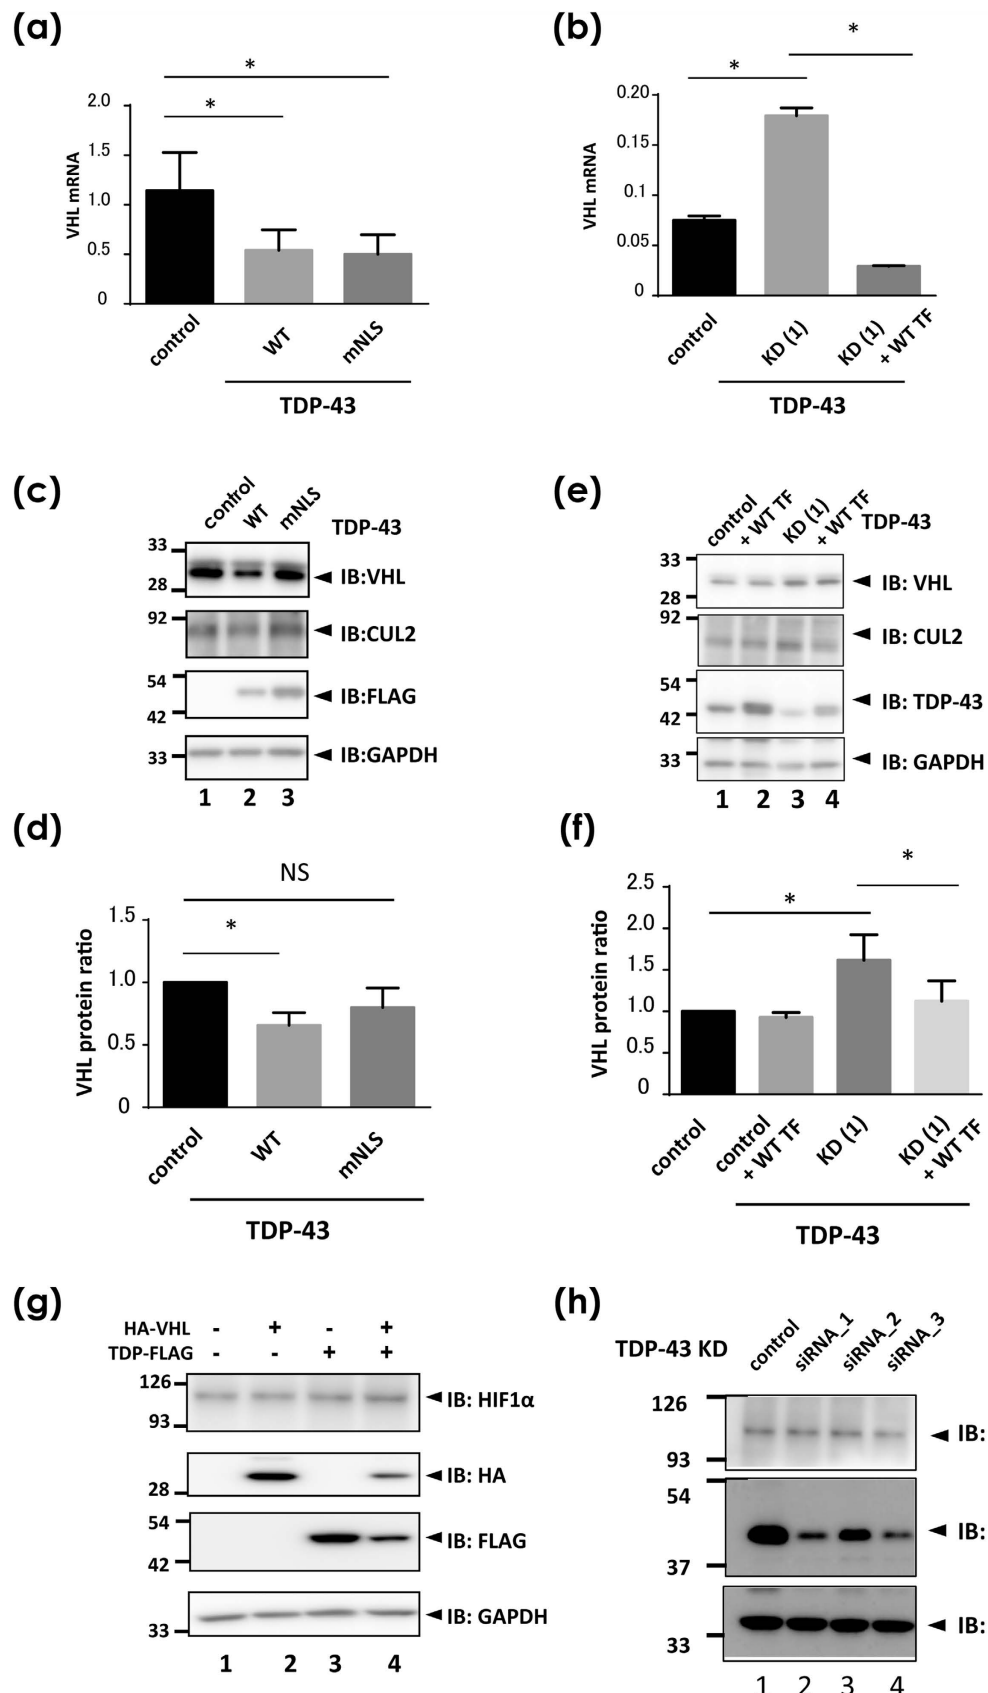 (a)
*
*
2.0
1.5
1.0
0.5
0
VHL mRNA
control
WT
mNLS
TDP-43
(b)
*
*
0.20
0.15
0.1
0.05
0
VHL mRNA
control
KD (1)
KD (1)
+ WT TF
TDP-43
(c)
control
WT
mNLS
TDP-43
33
28
IB:VHL
92
IB:CUL2
54
42
IB:FLAG
33
IB:GAPDH
1 2 3
(e)
control
+ WT TF
KD (1)
+ WT TF
TDP-43
33
28
IB: VHL
92
IB: CUL2
54
42
IB: TDP-43
33
IB: GAPDH
1 2 3 4
(d)
NS
*
1.5
1.0
0.5
0
VHL protein ratio
control
WT
mNLS
TDP-43
(f)
*
*
2.5
2.0
1.5
1.0
0.5
0
VHL protein ratio
control
control
+ WT TF
KD (1)
KD (1)
+ WT TF
TDP-43
(g)
HA-VHL - + - +
TDP-FLAG - - + +
126
93
IB: HIF1α
28
IB: HA
54
42
IB: FLAG
33
IB: GAPDH
1 2 3 4
(h)
TDP-43 KD
control
siRNA_1
siRNA_2
siRNA_3
126
93
IB:
54
37
IB:
33
IB:
1 2 3 4